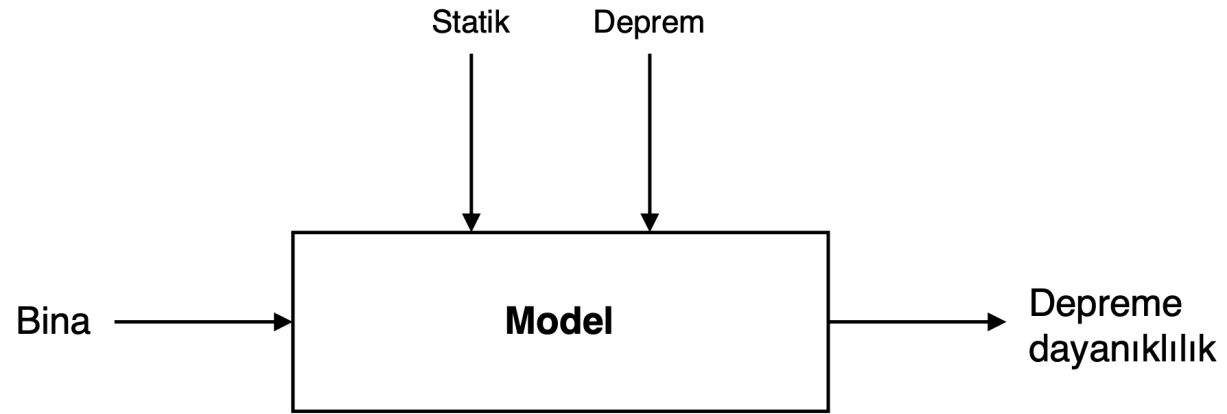 Statik
Deprem
Bina
Model
Depreme
dayanıklılık